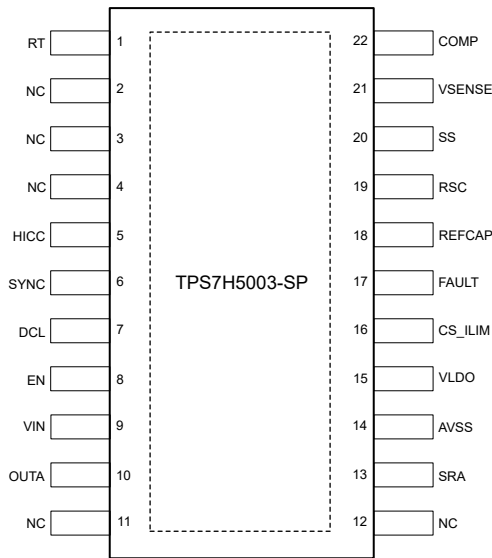 RT 1 22 COMP
NC 2 21 VSENSE
NC 3 20 SS
NC 4 19 RSC
HICC 5 18 REFCAP
SYNC 6 TPS7H5003-SP 17 FAULT
DCL 7 16 CS_ILIM
EN 8 15 VLDO
VIN 9 14 AVSS
OUTA 10 13 SRA
NC 11 12 NC